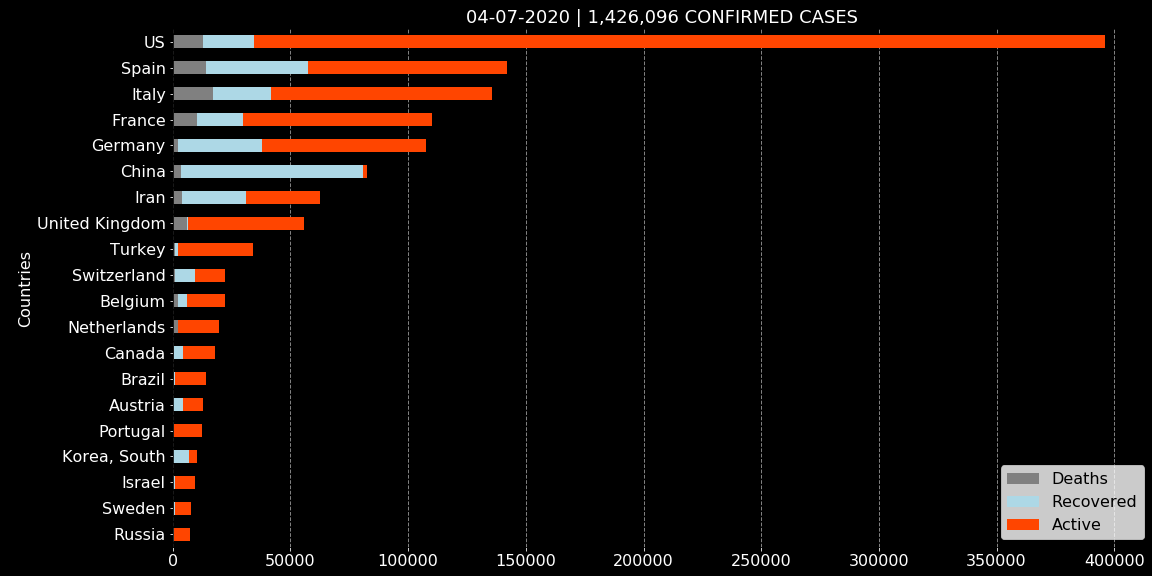 04-07-2020 | 1,426,096 CONFIRMED CASES
Countries
US
Spain
Italy
France
Germany
China
Iran
United Kingdom
Turkey
Switzerland
Belgium
Netherlands
Canada
Brazil
Austria
Portugal
Korea, South
Israel
Sweden
Russia
0 50000 100000 150000 200000 250000 300000 350000 400000
Deaths
Recovered
Active